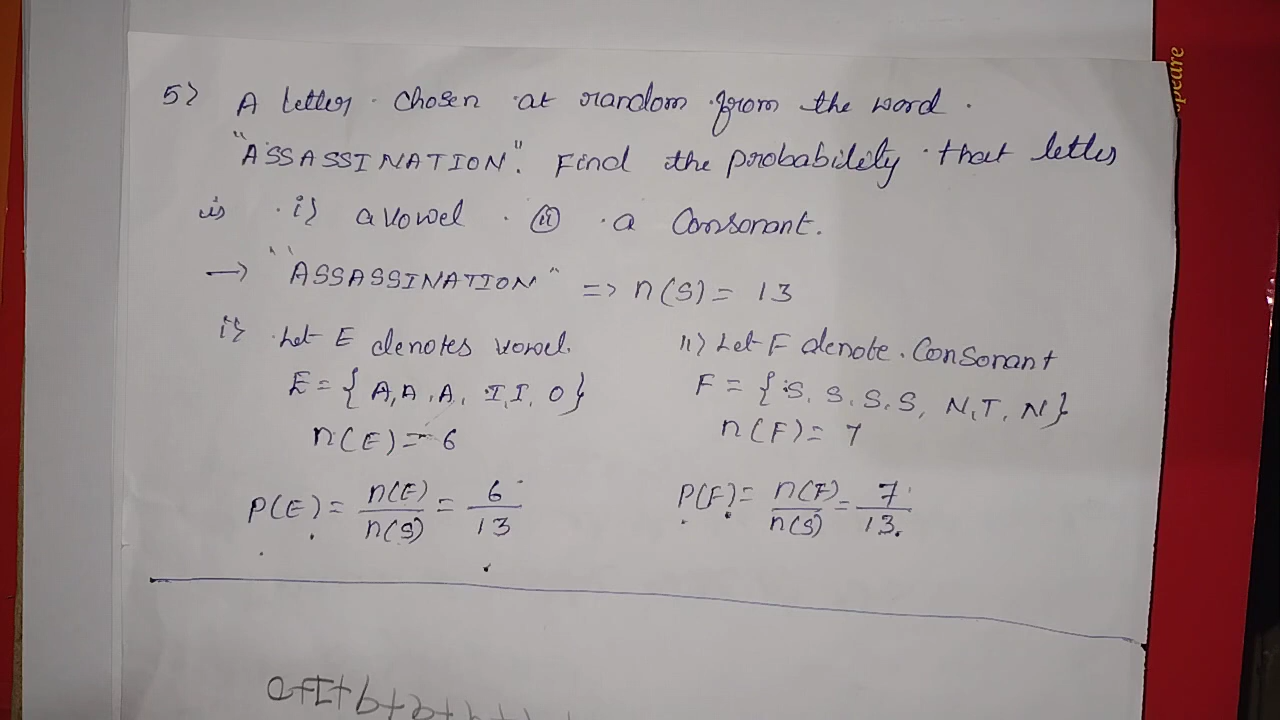 5) A letter chosen at random from the word
"ASSASSINATION". Find the probability that letter
is i) a vowel (ii) a Consonant.
→ "ASSASSINATION" => n(S) = 13
i) Let E denotes vowel.
E = { A, A, A, I, I, O}
n(E) = 6
P(E) = n(E)/n(S) = 6/13
ii) Let F denote Consonant
F = { S, S, S, S, N, T, N}
n(F) = 7
P(F) = n(F)/n(S) = 7/13